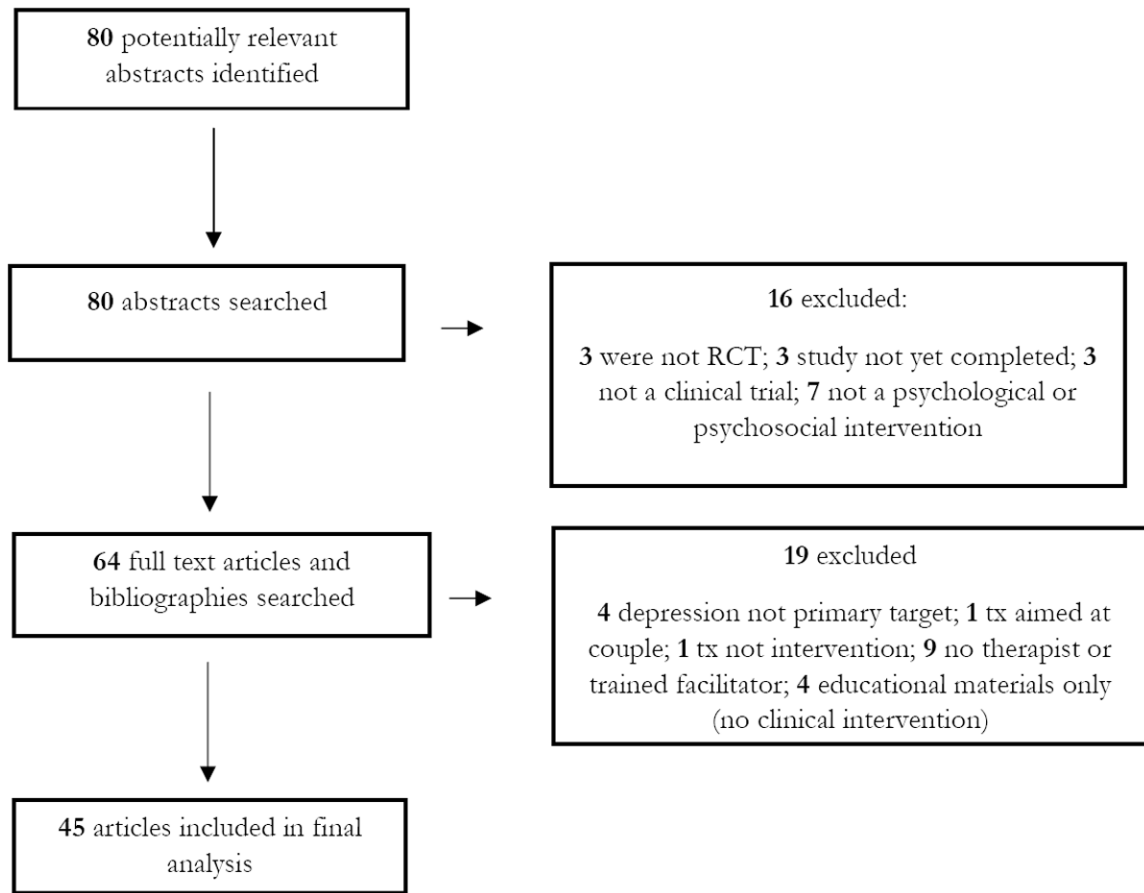 80 potentially relevant
abstracts identified
80 abstracts searched
16 excluded:
3 were not RCT; 3 study not yet completed; 3
not a clinical trial; 7 not a psychological or
psychosocial intervention
64 full text articles and
bibliographies searched
19 excluded
4 depression not primary target; 1 tx aimed at
couple; 1 tx not intervention; 9 no therapist or
trained facilitator; 4 educational materials only
(no clinical intervention)
45 articles included in final
analysis